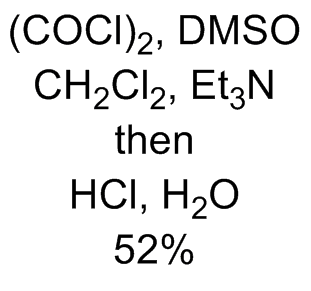 (COCl)₂, DMSO
CH₂Cl₂, Et₃N
then
HCl, H₂O
52%